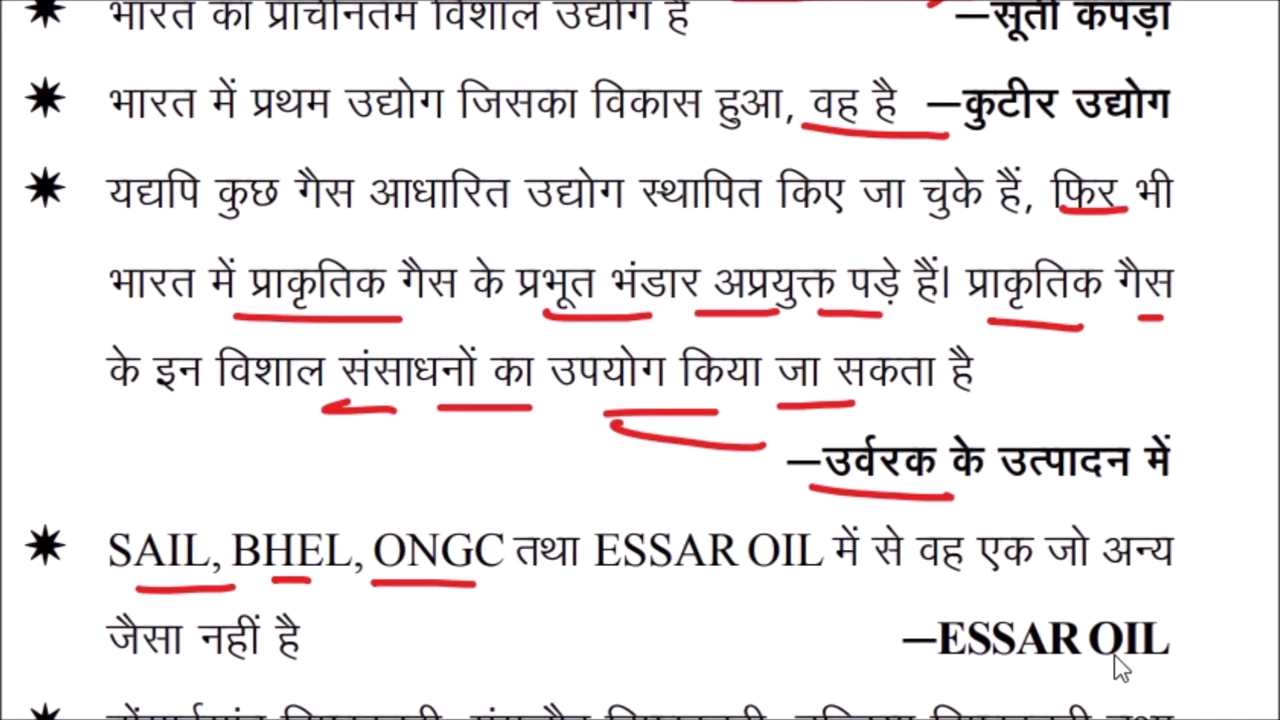 भारत का प्राचीनतम विशाल उद्योग है —सूती कपड़ा
✷ भारत में प्रथम उद्योग जिसका विकास हुआ, वह है —कुटीर उद्योग
✷ यद्यपि कुछ गैस आधारित उद्योग स्थापित किए जा चुके हैं, फिर भी
भारत में प्राकृतिक गैस के प्रभूत भंडार अप्रयुक्त पड़े हैं। प्राकृतिक गैस
के इन विशाल संसाधनों का उपयोग किया जा सकता है
—उर्वरक के उत्पादन में
✷ SAIL, BHEL, ONGC तथा ESSAR OIL में से वह एक जो अन्य
जैसा नहीं है —ESSAR OIL